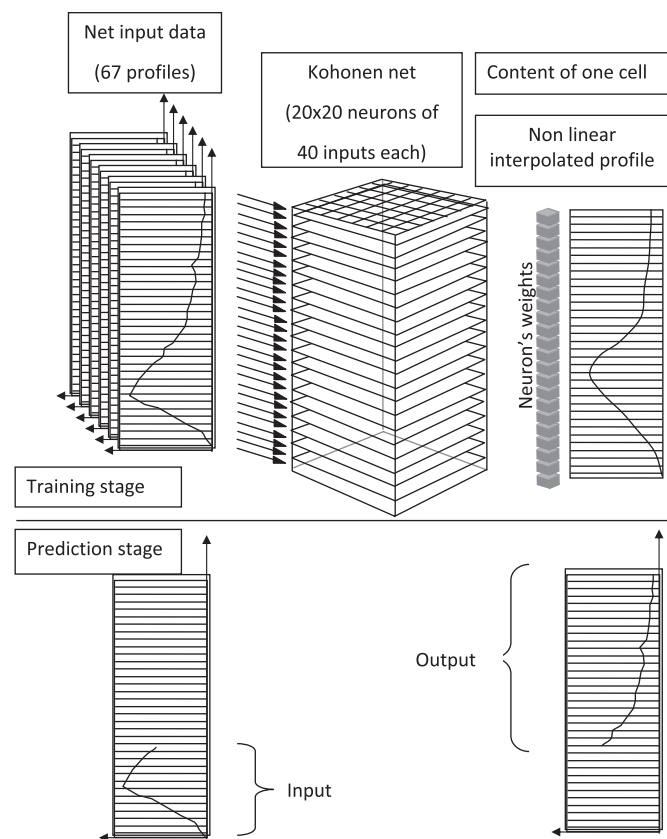 Net input data
(67 profiles)
Kohonen net
(20x20 neurons of
40 inputs each)
Content of one cell
Non linear
interpolated profile
Neuron's weights
Training stage
Prediction stage
Output
Input